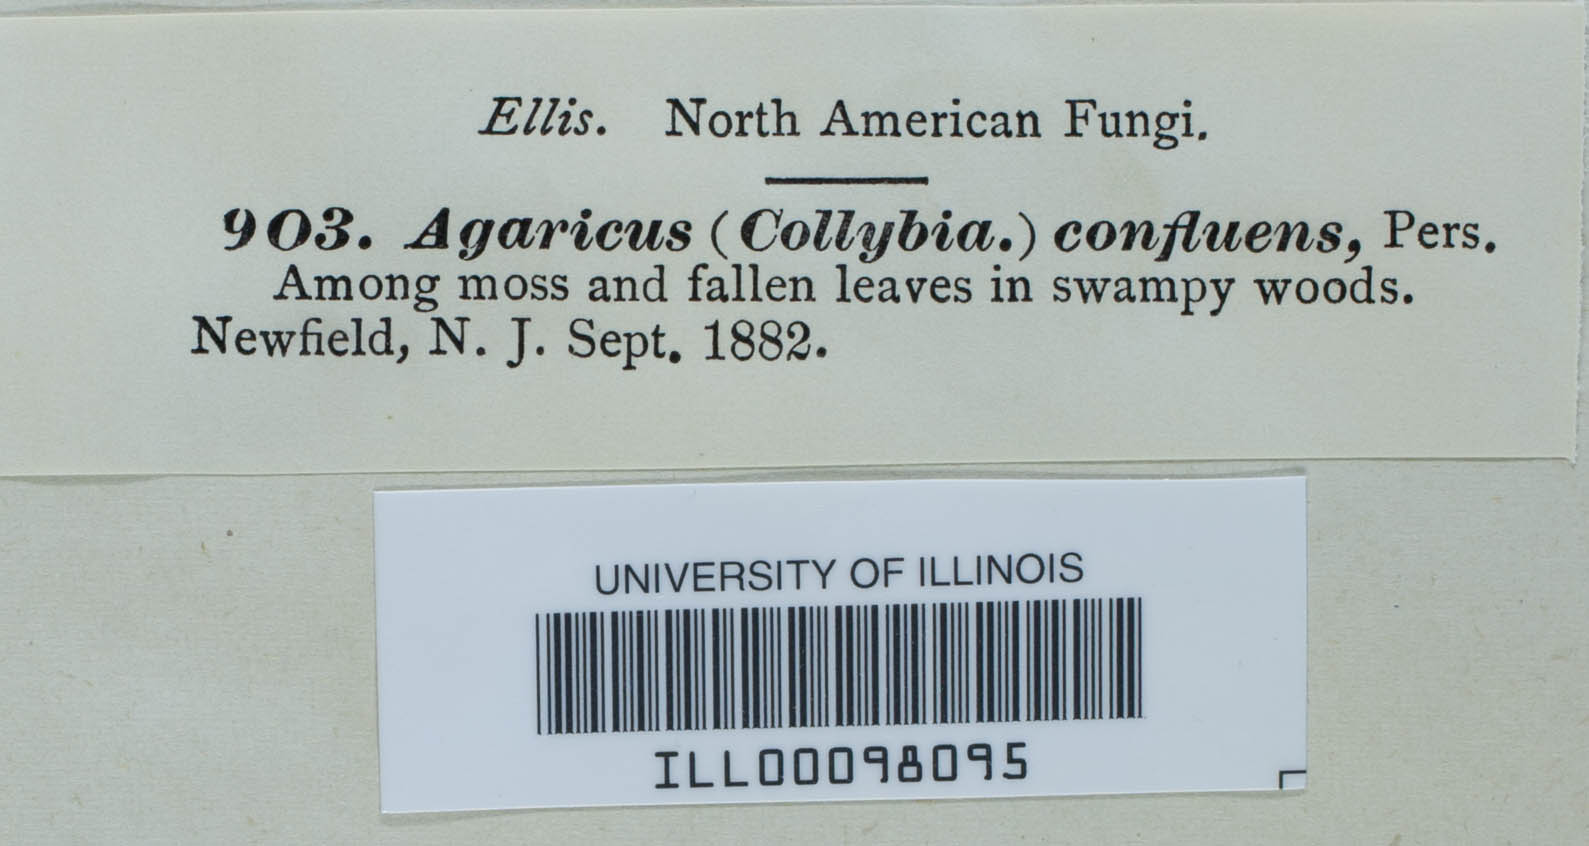 Ellis. North American Fungi.
903. Agaricus (Collybia.) confluens, Pers.
Among moss and fallen leaves in swampy woods.
Newfield, N. J. Sept. 1882.
UNIVERSITY OF ILLINOIS
ILL00098095